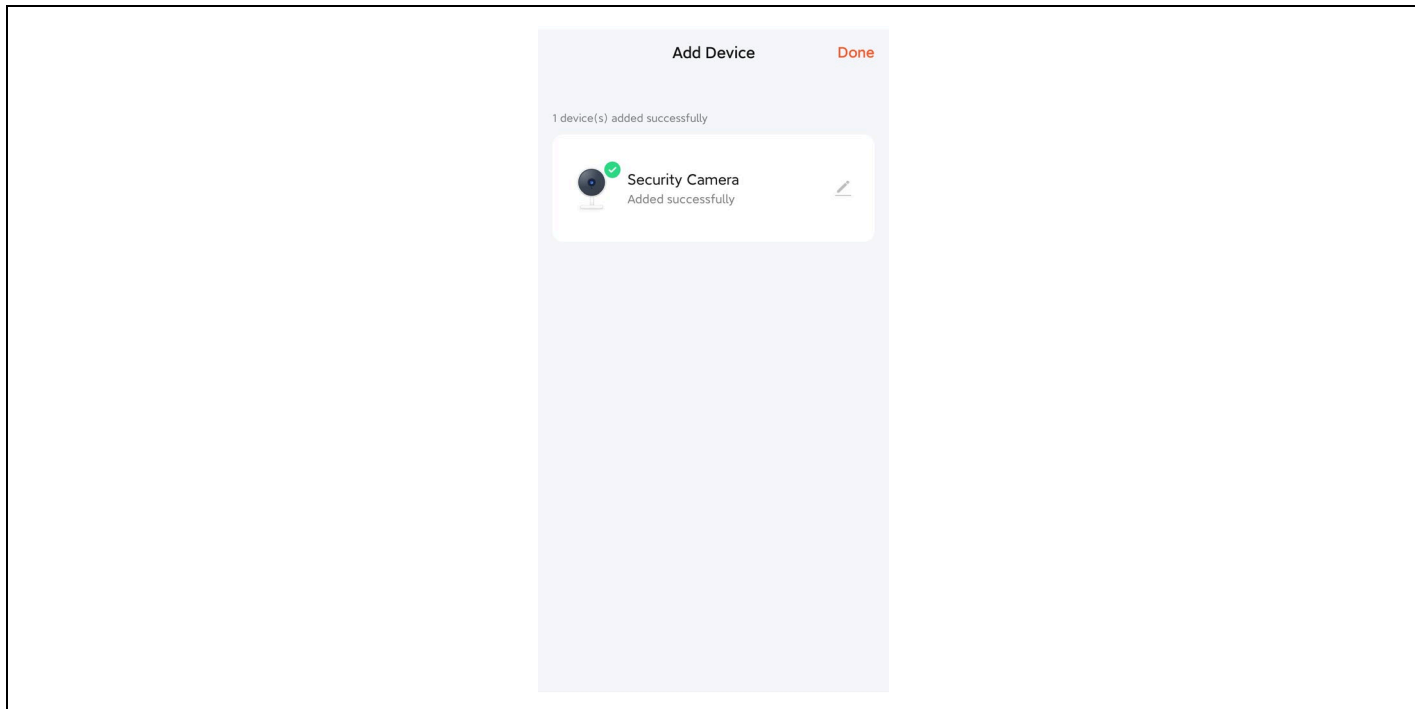 Add Device
Done
1 device(s) added successfully
Security Camera
Added successfully